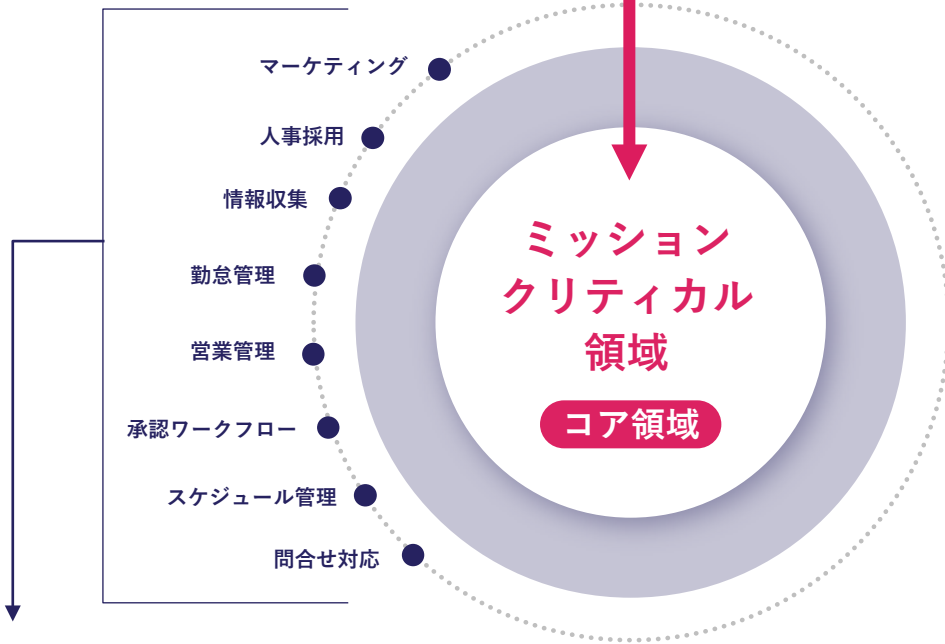 マーケティング
人事採用
情報収集
勤怠管理
営業管理
承認ワークフロー
スケジュール管理
問合せ対応
ミッション
クリティカル
領域
コア領域